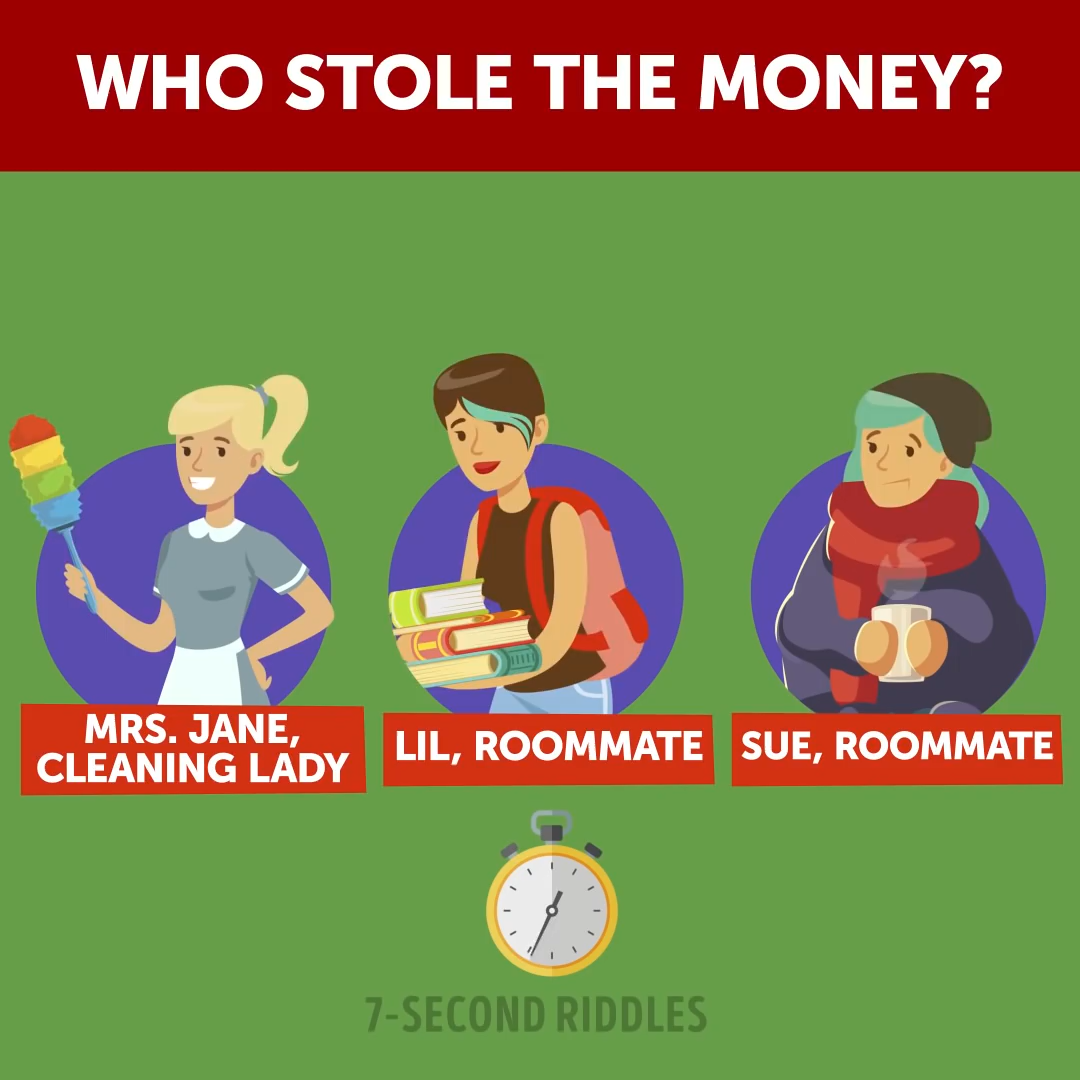 WHO STOLE THE MONEY?
MRS. JANE,
CLEANING LADY
LIL, ROOMMATE
SUE, ROOMMATE
7-SECOND RIDDLES